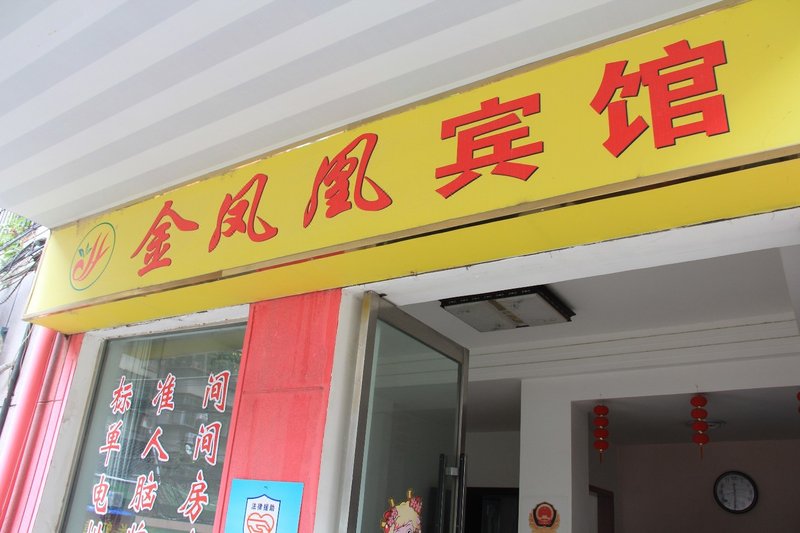 金凤凰宾馆
标准间
单人间
电脑房
法律援助